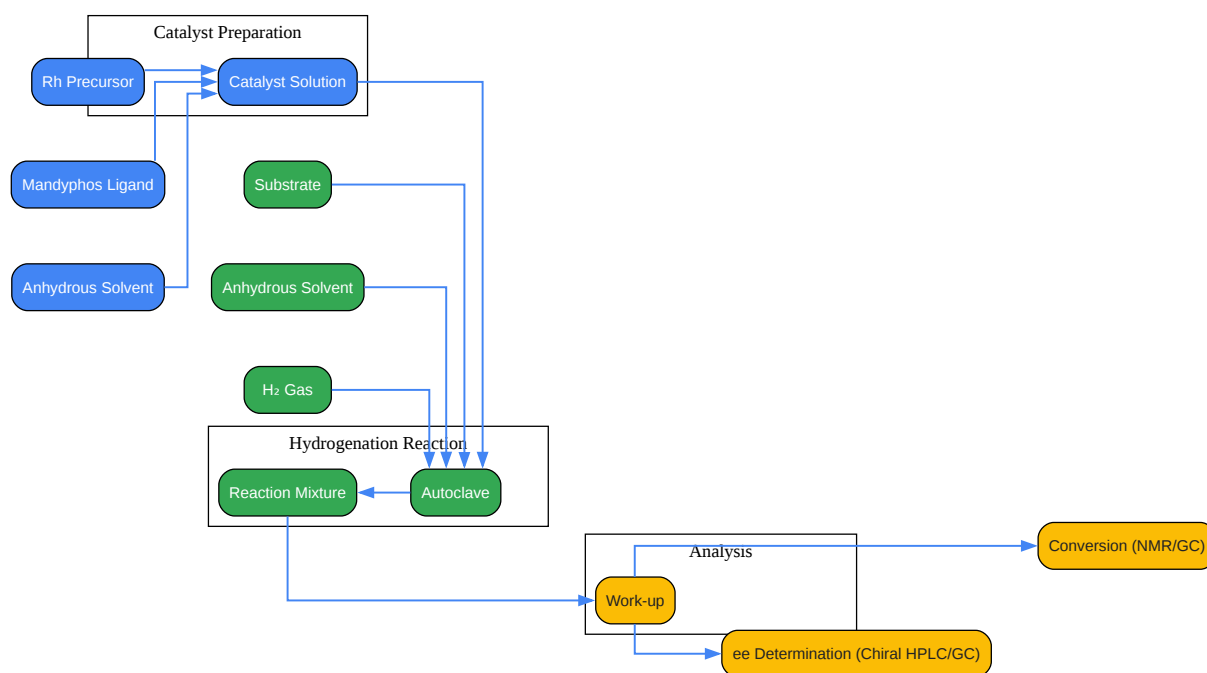 Catalyst Preparation
Rh Precursor
Catalyst Solution
Mandyphos Ligand
Substrate
Anhydrous Solvent
Anhydrous Solvent
H₂ Gas
Hydrogenation Reaction
Reaction Mixture
Autoclave
Analysis
Conversion (NMR/GC)
Work-up
ee Determination (Chiral HPLC/GC)